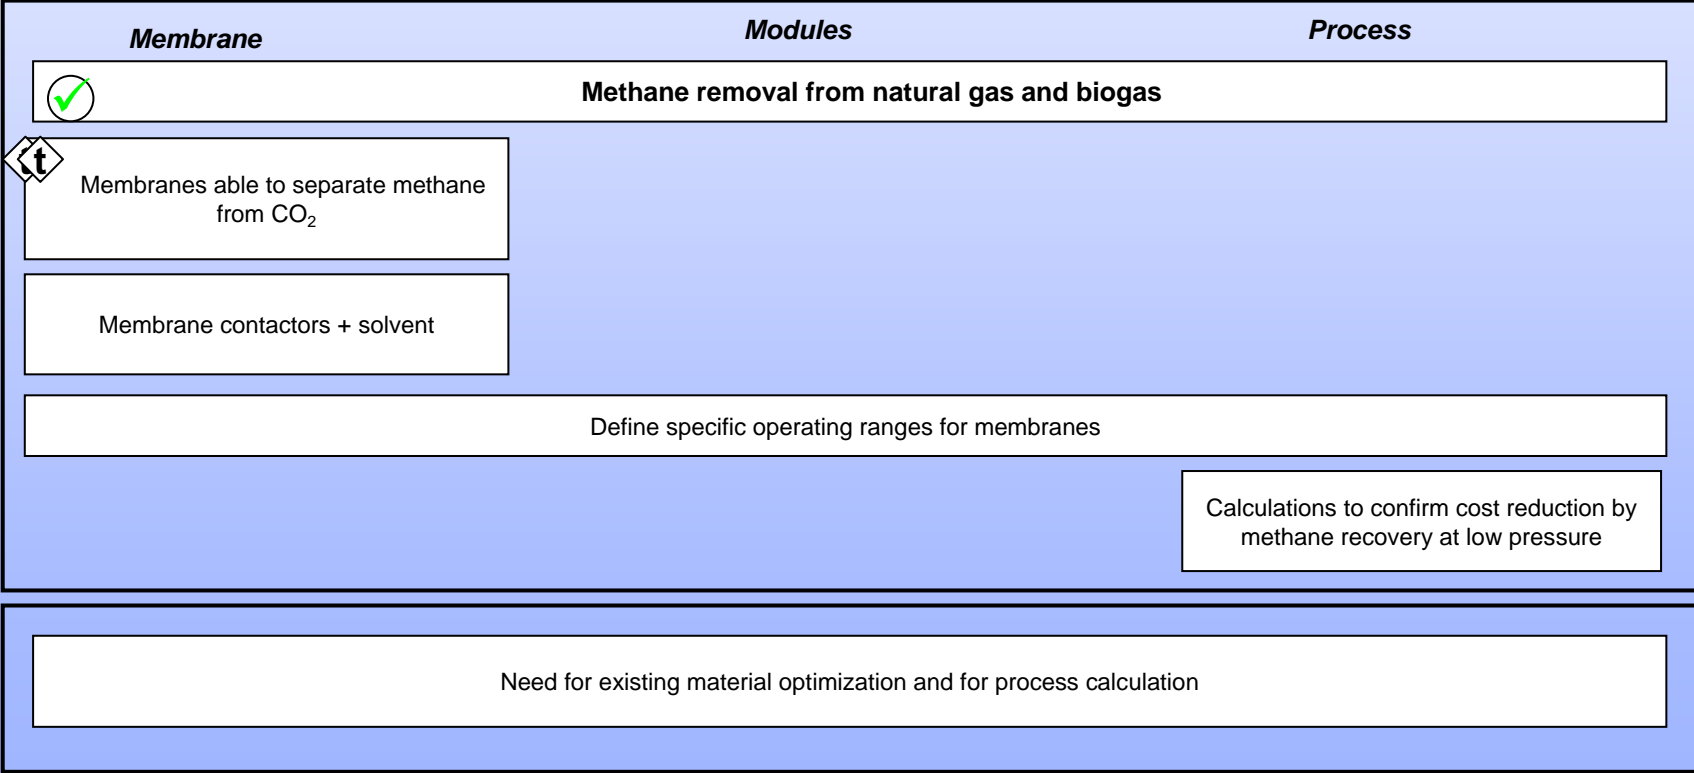 Membrane
Modules
Process
Methane removal from natural gas and biogas
t
Membranes able to separate methane
from CO₂
Membrane contactors + solvent
Define specific operating ranges for membranes
Calculations to confirm cost reduction by
methane recovery at low pressure
Need for existing material optimization and for process calculation